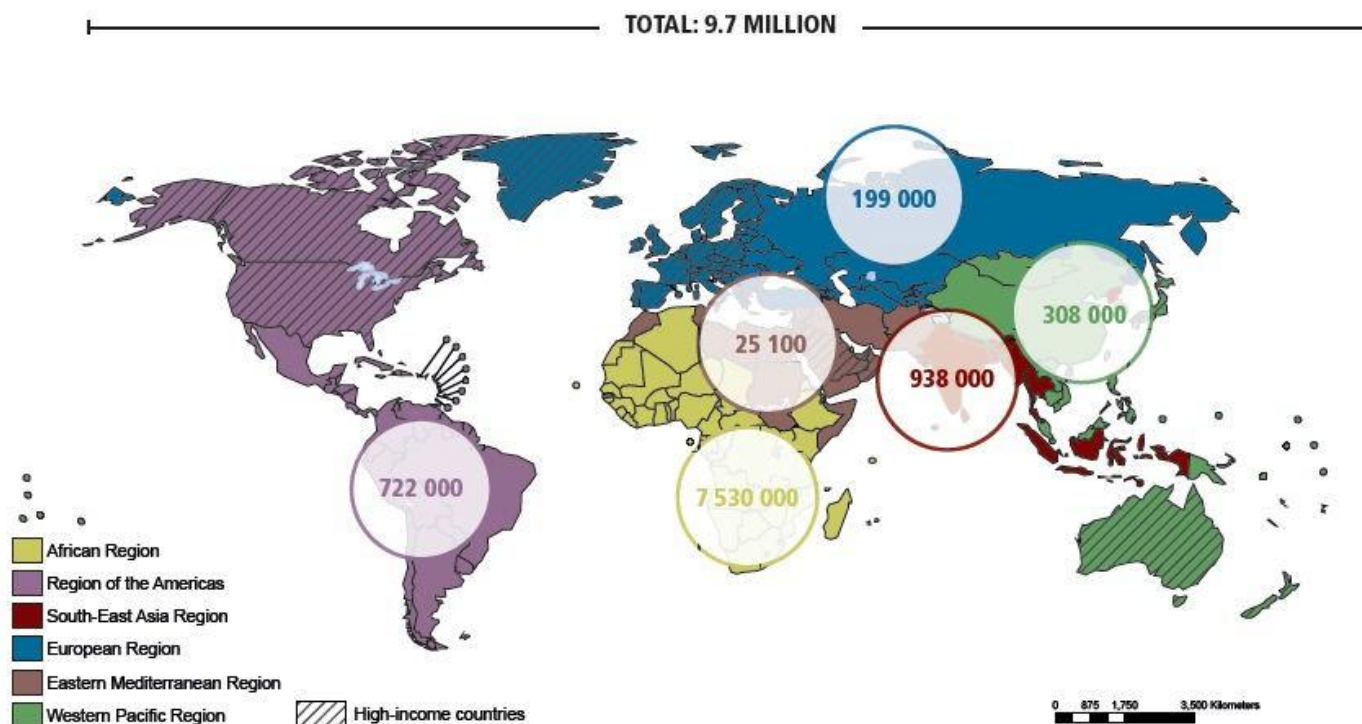 TOTAL: 9.7 MILLION
199 000
308 000
25 100
938 000
722 000
7 530 000
African Region
Region of the Americas
South-East Asia Region
European Region
Eastern Mediterranean Region
Western Pacific Region
High-income countries
0 875 1,750 3,500 Kilometers